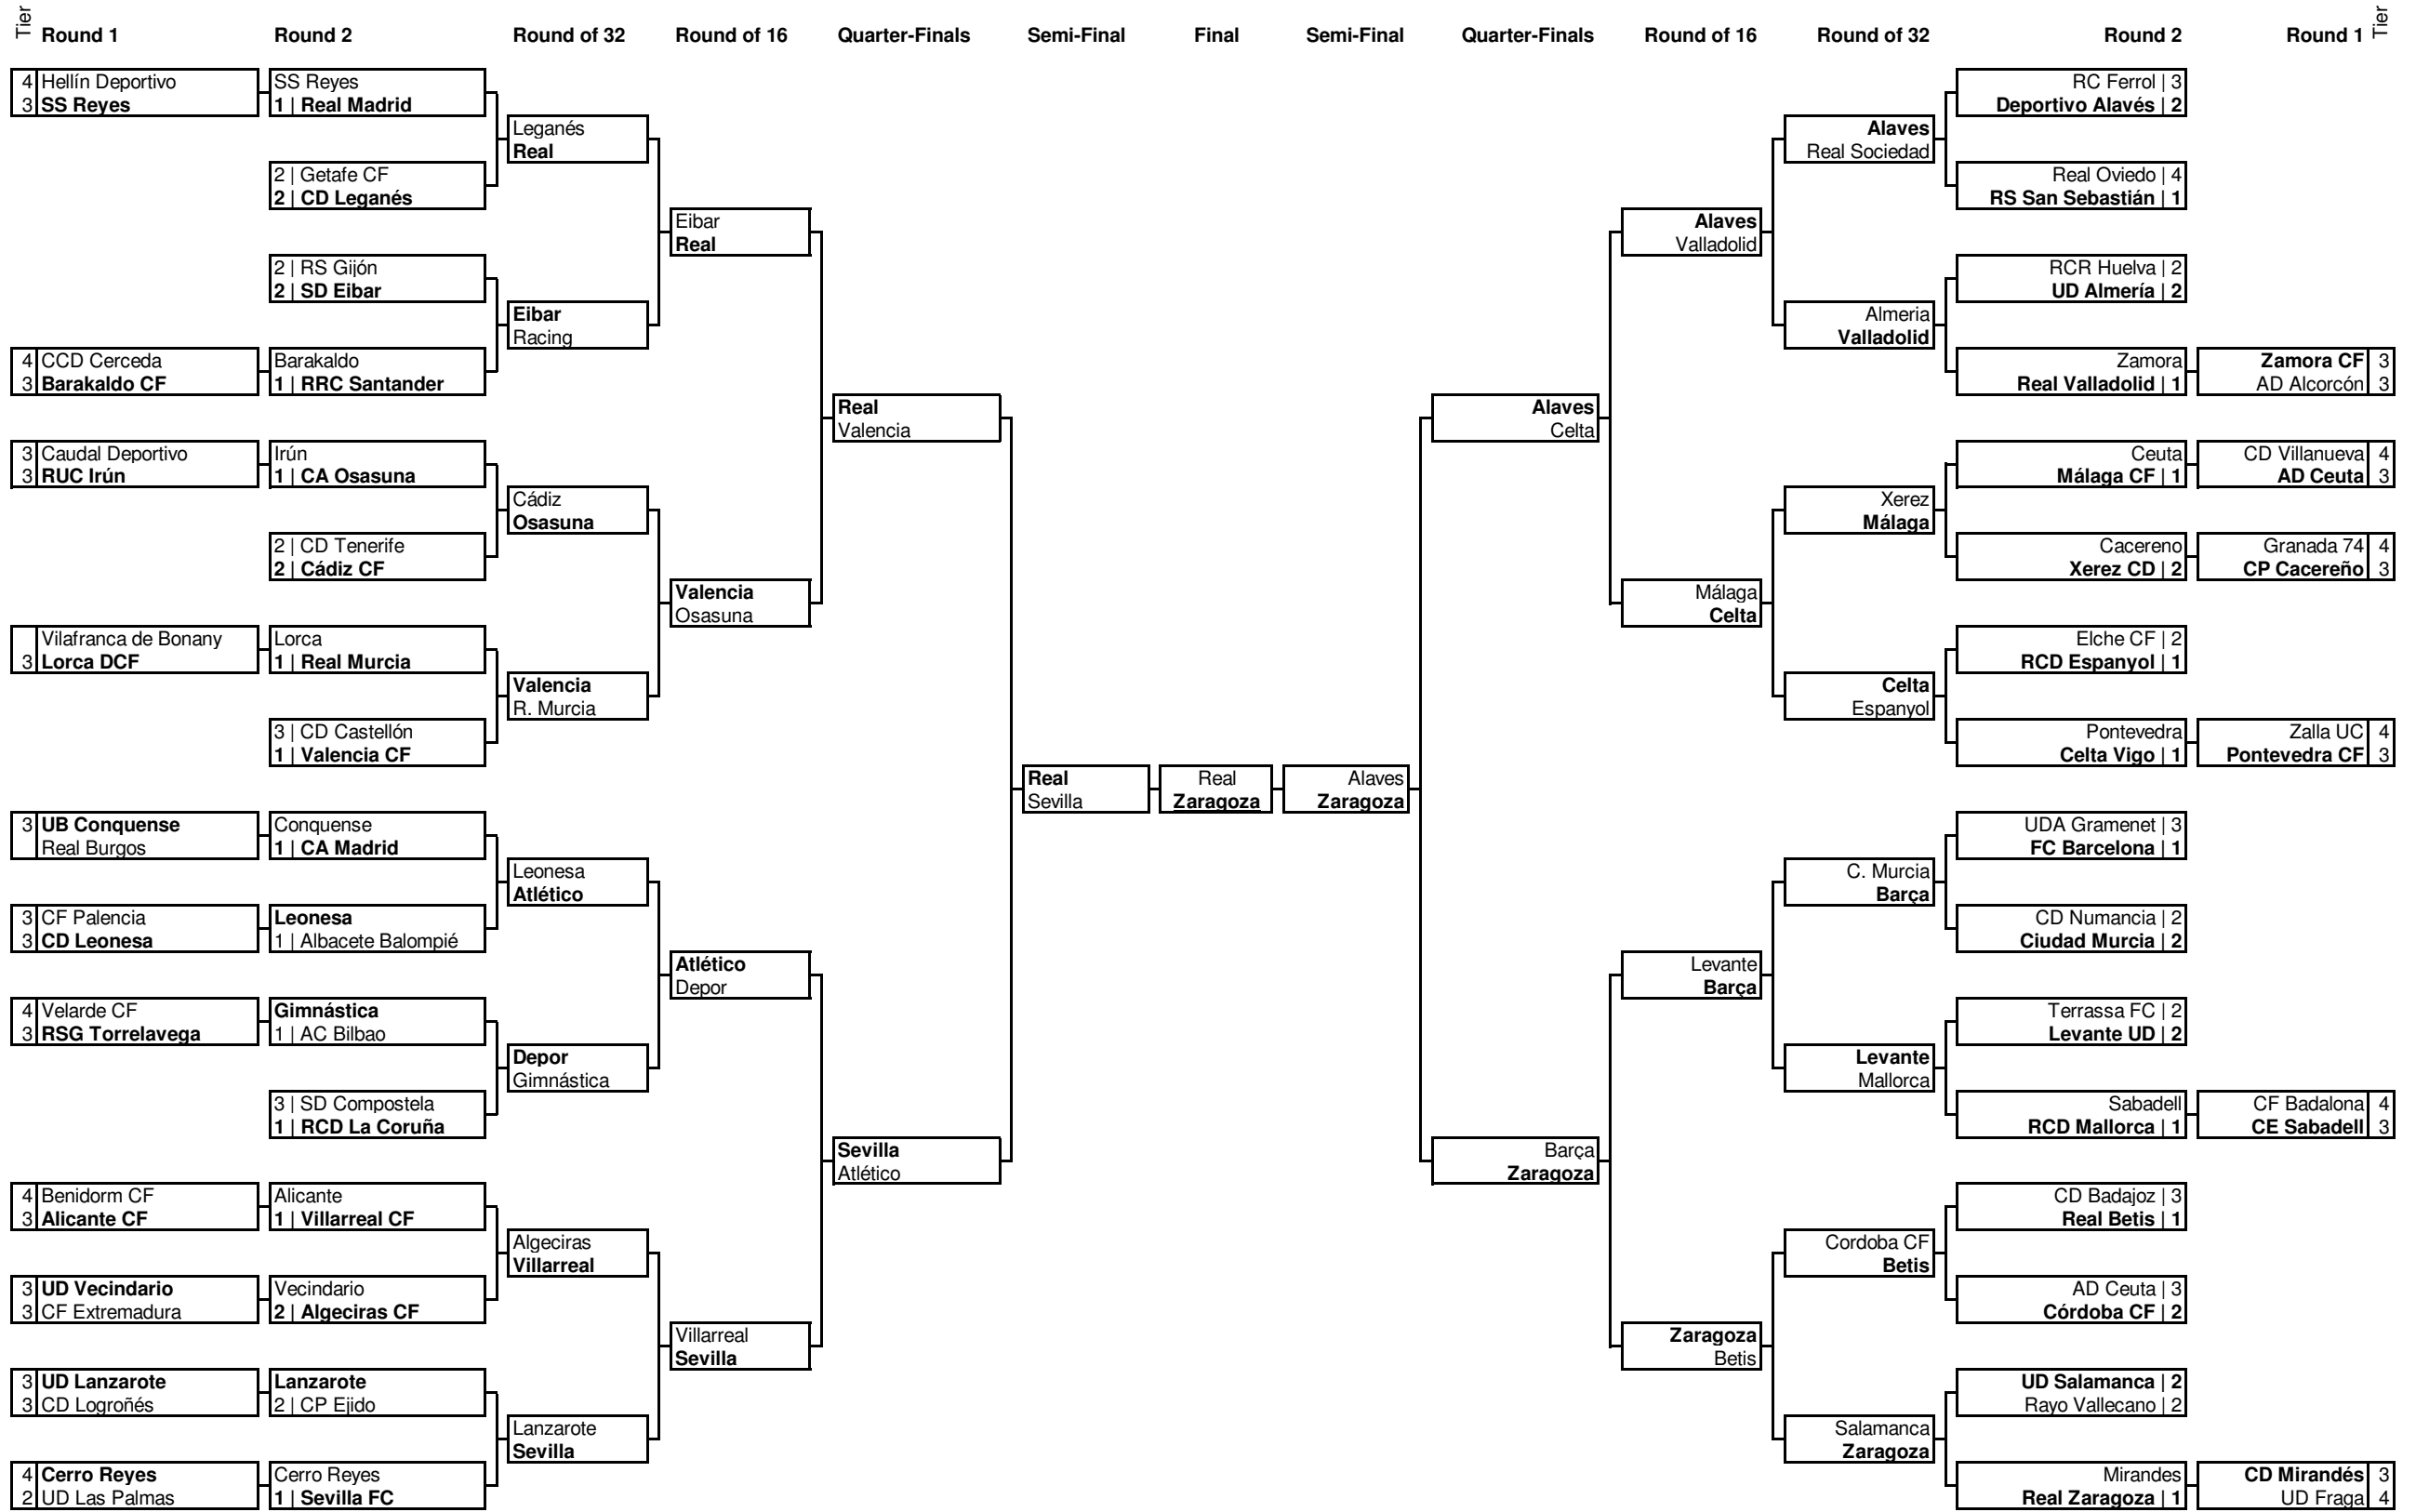 Tier
Round 1
Round 2
Round of 32
Round of 16
Quarter-Finals
Semi-Final
Final
Semi-Final
Quarter-Finals
Round of 16
Round of 32
Round 2
Round 1
Tier
4 Hellín Deportivo
3 SS Reyes
4 CCD Cerceda
3 Barakaldo CF
3 Caudal Deportivo
3 RUC Irún
Vilafranca de Bonany
3 Lorca DCF
3 UB Conquense
Real Burgos
3 CF Palencia
3 CD Leonesa
4 Velarde CF
3 RSG Torrelavega
4 Benidorm CF
3 Alicante CF
3 UD Vecindario
3 CF Extremadura
3 UD Lanzarote
3 CD Logroñés
4 Cerro Reyes
2 UD Las Palmas
SS Reyes
1 | Real Madrid
2 | Getafe CF
2 | CD Leganés
2 | RS Gijón
2 | SD Eibar
Barakaldo
1 | RRC Santander
Irún
1 | CA Osasuna
2 | CD Tenerife
2 | Cádiz CF
Lorca
1 | Real Murcia
3 | CD Castellón
1 | Valencia CF
Conquense
1 | CA Madrid
Leonesa
1 | Albacete Balompié
Gimnástica
1 | AC Bilbao
3 | SD Compostela
1 | RCD La Coruña
Alicante
1 | Villarreal CF
Vecindario
2 | Algeciras CF
Lanzarote
2 | CP Ejido
Cerro Reyes
1 | Sevilla FC
Leganés
Real
Eibar
Racing
Cádiz
Osasuna
Valencia
R. Murcia
Leonesa
Atlético
Depor
Gimnástica
Algeciras
Villarreal
Lanzarote
Sevilla
Eibar
Real
Valencia
Osasuna
Atlético
Depor
Villarreal
Sevilla
Real
Valencia
Sevilla
Atlético
Real
Sevilla
Real
Zaragoza
Alaves
Zaragoza
Alaves
Celta
Barça
Zaragoza
Alaves
Valladolid
Málaga
Celta
Levante
Barça
Zaragoza
Betis
Alaves
Real Sociedad
Almeria
Valladolid
Xerez
Málaga
Celta
Espanyol
C. Murcia
Barça
Levante
Mallorca
Cordoba CF
Betis
Salamanca
Zaragoza
RC Ferrol | 3
Deportivo Alavés | 2
Real Oviedo | 4
RS San Sebastián | 1
RCR Huelva | 2
UD Almería | 2
Zamora
Real Valladolid | 1
Ceuta
Málaga CF | 1
Cacereno
Xerez CD | 2
Elche CF | 2
RCD Espanyol | 1
Pontevedra
Celta Vigo | 1
UDA Gramenet | 3
FC Barcelona | 1
CD Numancia | 2
Ciudad Murcia | 2
Terrassa FC | 2
Levante UD | 2
Sabadell
RCD Mallorca | 1
CD Badajoz | 3
Real Betis | 1
AD Ceuta | 3
Córdoba CF | 2
UD Salamanca | 2
Rayo Vallecano | 2
Mirandes
Real Zaragoza | 1
Zamora CF 3
AD Alcorcón 3
CD Villanueva 4
AD Ceuta 3
Granada 74 4
CP Cacereño 3
Zalla UC 4
Pontevedra CF 3
CF Badalona 4
CE Sabadell 3
CD Mirandés 3
UD Fraga 4